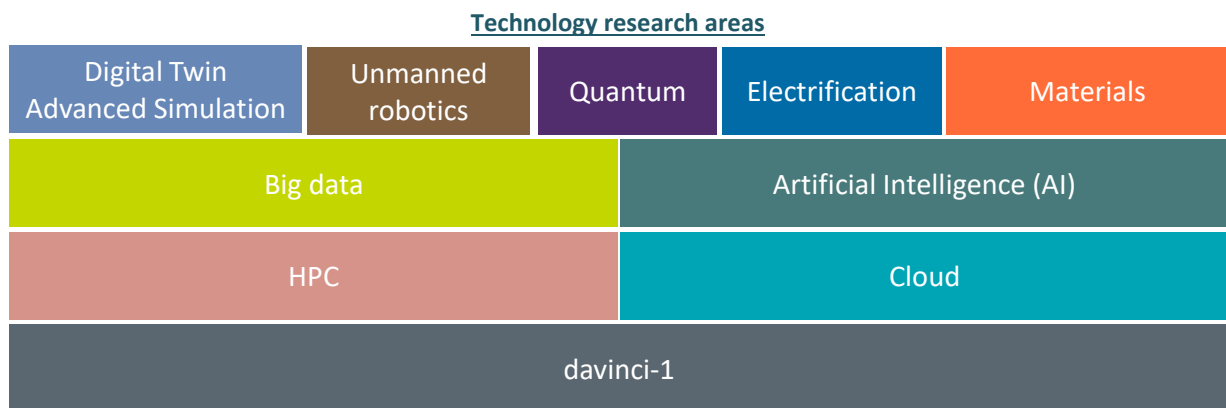 Technology research areas
Digital Twin
Advanced Simulation
Unmanned
robotics
Quantum
Electrification
Materials
Big data
Artificial Intelligence (AI)
HPC
Cloud
davinci-1